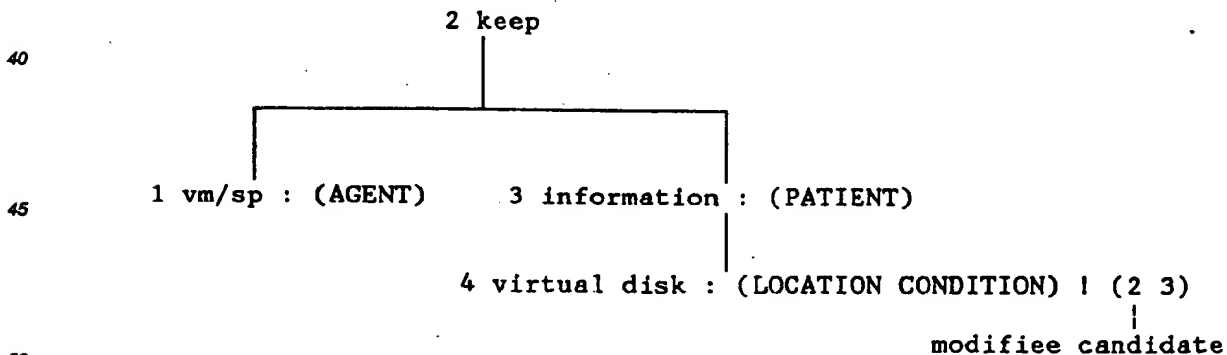 2 keep
40
1 vm/sp : (AGENT) 3 information : (PATIENT)
45
4 virtual disk : (LOCATION CONDITION) ! (2 3)
modifiee candidate